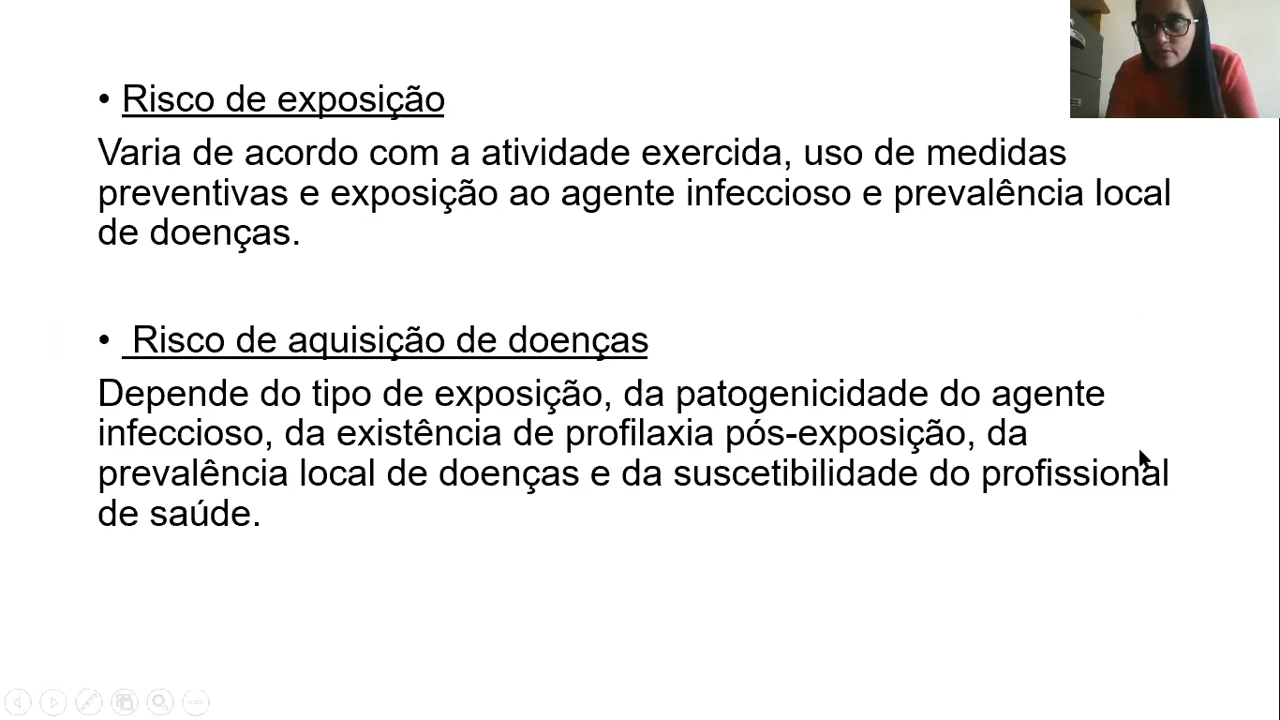 • Risco de exposição
Varia de acordo com a atividade exercida, uso de medidas
preventivas e exposição ao agente infeccioso e prevalência local
de doenças.
• Risco de aquisição de doenças
Depende do tipo de exposição, da patogenicidade do agente
infeccioso, da existência de profilaxia pós-exposição, da
prevalência local de doenças e da suscetibilidade do profissional
de saúde.